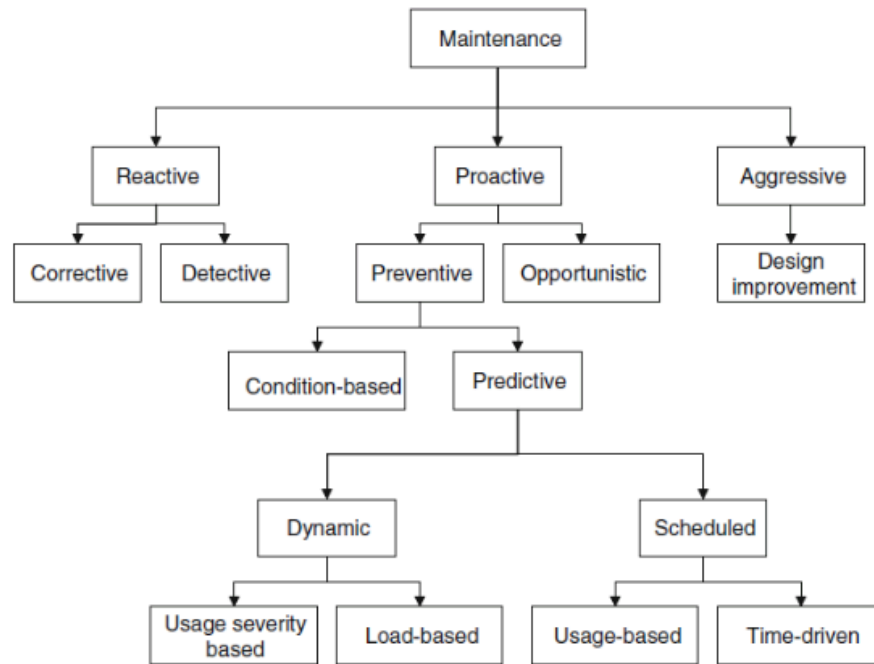 Maintenance
Reactive
Proactive
Aggressive
Corrective
Detective
Preventive
Opportunistic
Design
improvement
Condition-based
Predictive
Dynamic
Scheduled
Usage severity
based
Load-based
Usage-based
Time-driven